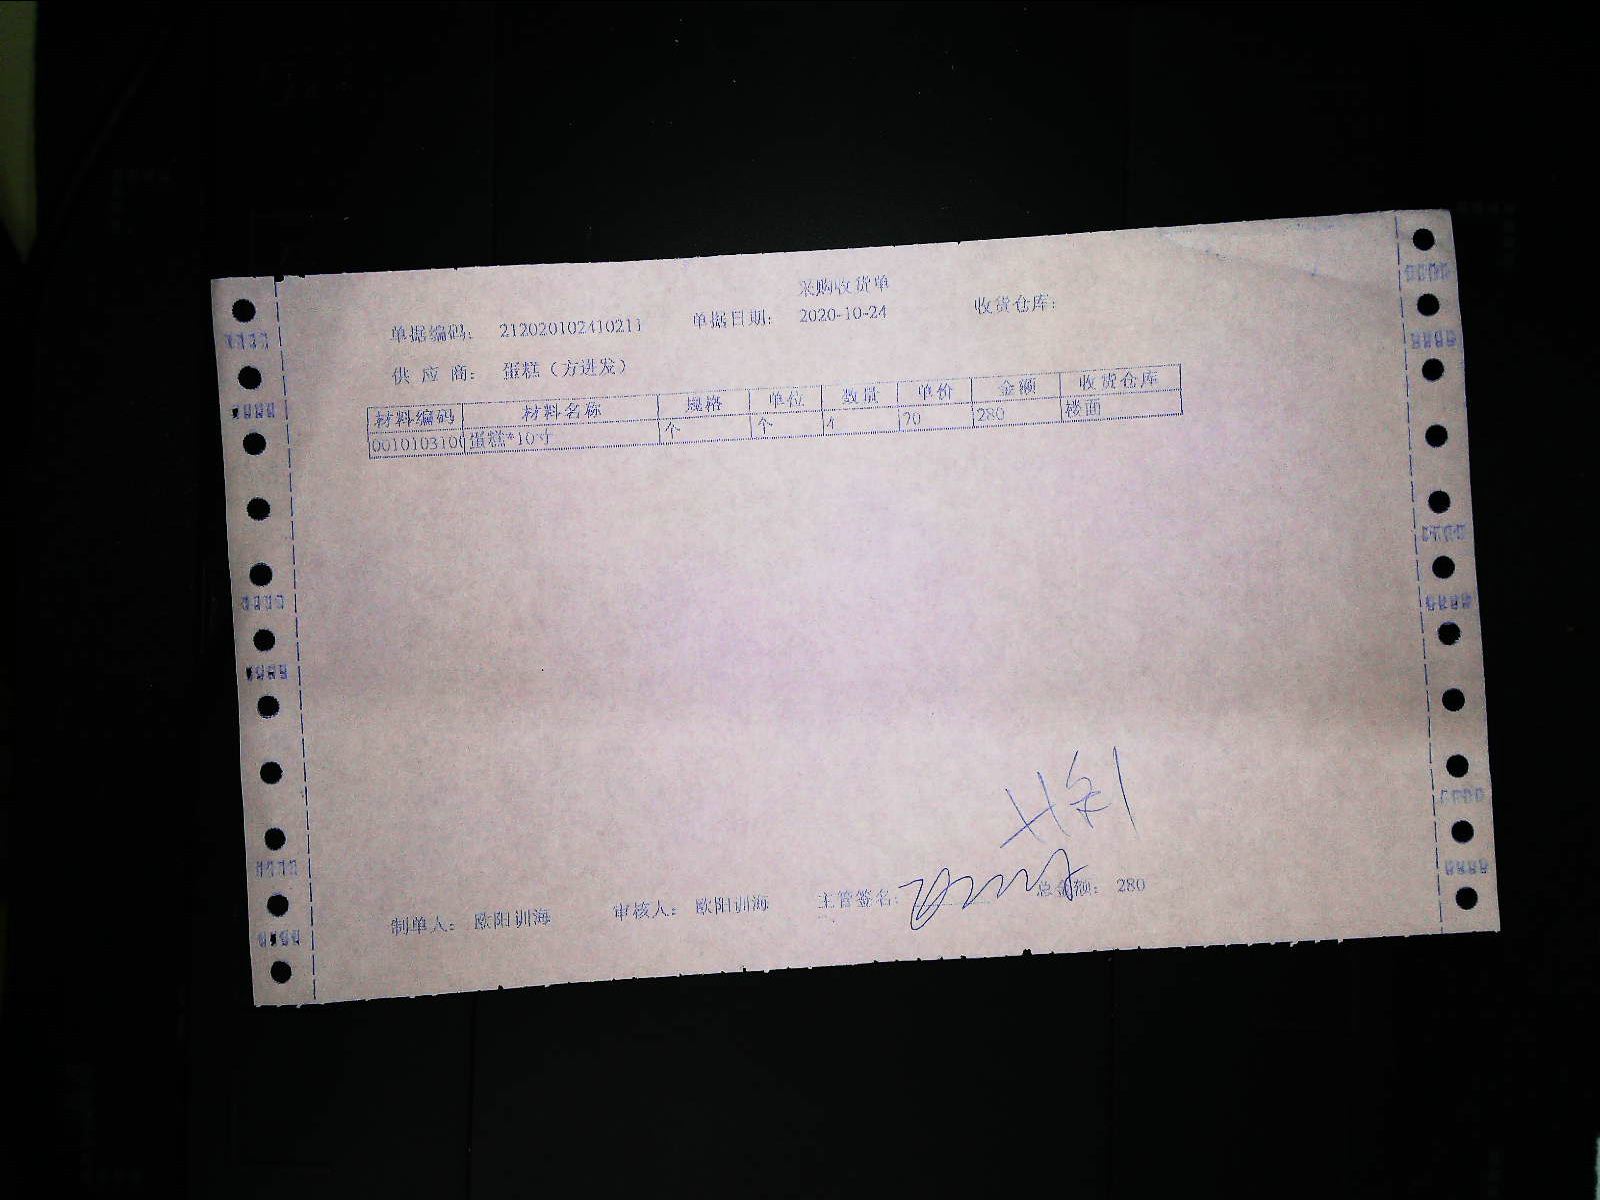 采购收货单
单据编码： 212020102410211 单据日期： 2020-10-24 收货仓库：
供 应 商： 蛋糕（方进发）
材料编码 材料名称 规格 单位 数量 单价 金额 收货仓库
0010103100 蛋糕*10寸 个 个 4 70 280 楼面
制单人： 欧阳训海 审核人： 欧阳训海 主管签名： 总金额： 280